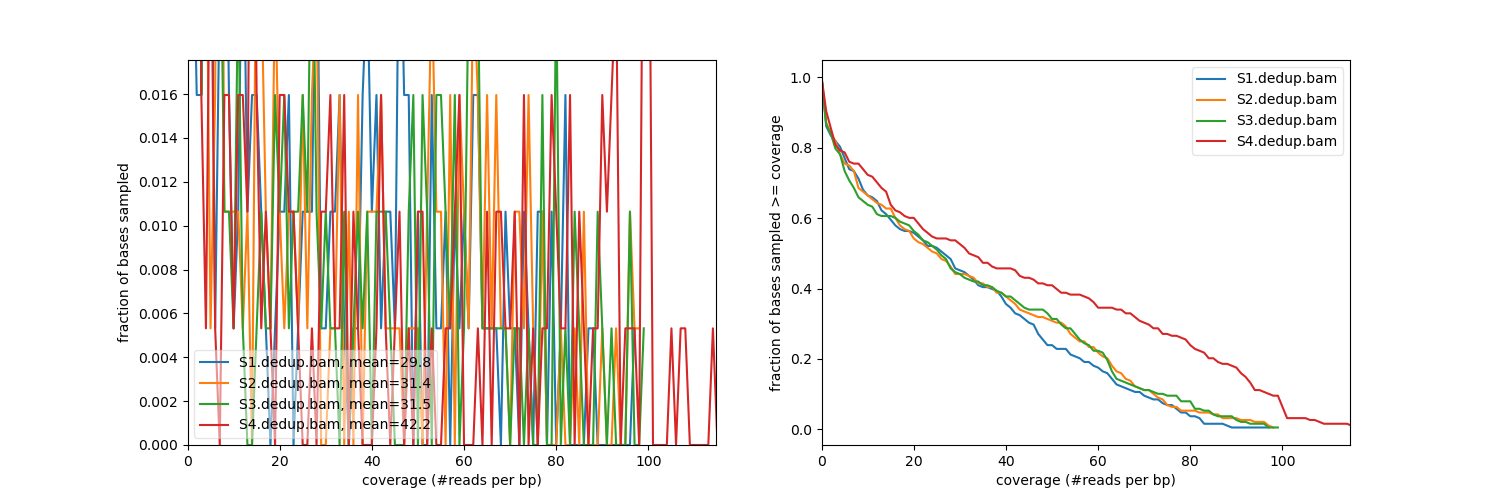 0.016
0.014
0.012
0.010
0.008
0.006
0.004
0.002
0.000
fraction of bases sampled
S1.dedup.bam, mean=29.8
S2.dedup.bam, mean=31.4
S3.dedup.bam, mean=31.5
S4.dedup.bam, mean=42.2
0 20 40 60 80 100
coverage (#reads per bp)
1.0
0.8
0.6
0.4
0.2
0.0
fraction of bases sampled >= coverage
S1.dedup.bam
S2.dedup.bam
S3.dedup.bam
S4.dedup.bam
0 20 40 60 80 100
coverage (#reads per bp)